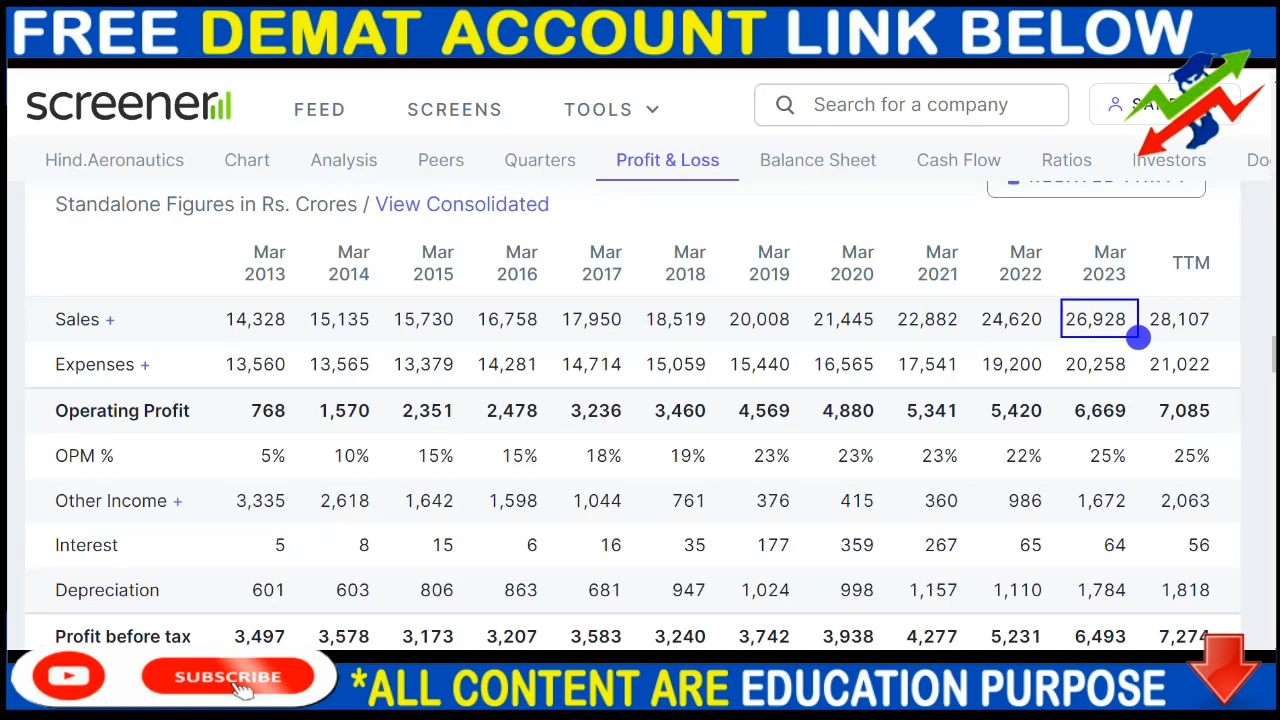 FREE DEMAT ACCOUNT LINK BELOW
screener
FEED SCREENS TOOLS
Search for a company
Hind.Aeronautics Chart Analysis Peers Quarters Profit & Loss Balance Sheet Cash Flow Ratios Investors
Standalone Figures in Rs. Crores / View Consolidated
Mar 2013 Mar 2014 Mar 2015 Mar 2016 Mar 2017 Mar 2018 Mar 2019 Mar 2020 Mar 2021 Mar 2022 Mar 2023 TTM
Sales + 14,328 15,135 15,730 16,758 17,950 18,519 20,008 21,445 22,882 24,620 26,928 28,107
Expenses + 13,560 13,565 13,379 14,281 14,714 15,059 15,440 16,565 17,541 19,200 20,258 21,022
Operating Profit 768 1,570 2,351 2,478 3,236 3,460 4,569 4,880 5,341 5,420 6,669 7,085
OPM % 5% 10% 15% 15% 18% 19% 23% 23% 23% 22% 25% 25%
Other Income + 3,335 2,618 1,642 1,598 1,044 761 376 415 360 986 1,672 2,063
Interest 5 8 15 6 16 35 177 359 267 65 64 56
Depreciation 601 603 806 863 681 947 1,024 998 1,157 1,110 1,784 1,818
Profit before tax 3,497 3,578 3,173 3,207 3,583 3,240 3,742 3,938 4,277 5,231 6,493 7,274
SUBSCRIBE
*ALL CONTENT ARE EDUCATION PURPOSE